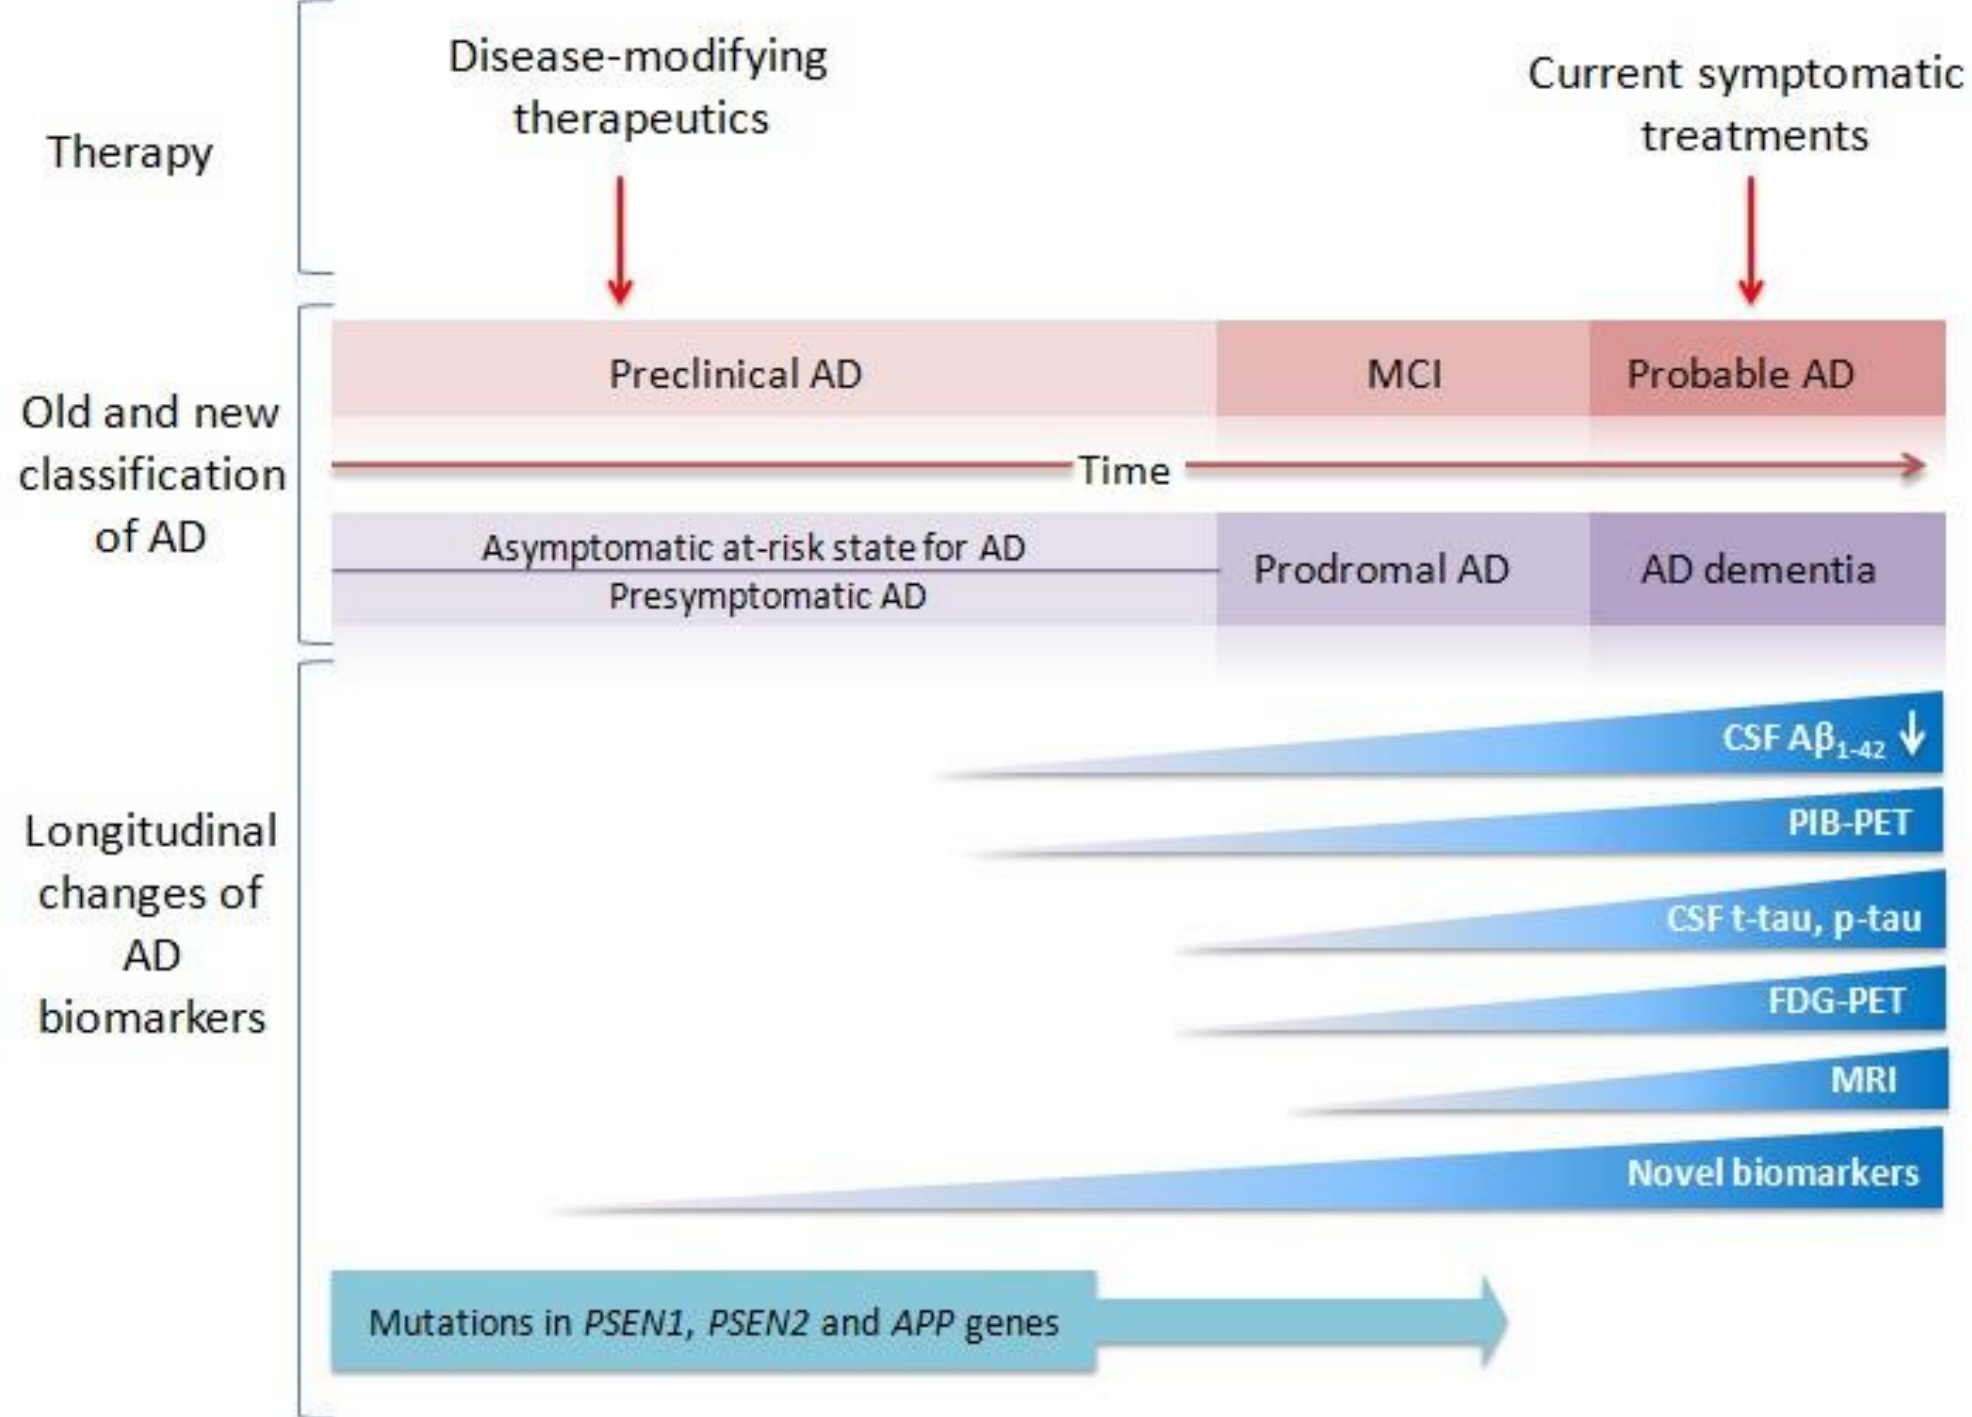 Disease-modifying
therapeutics
Current symptomatic
treatments
Therapy
Preclinical AD
MCI
Probable AD
Old and new
classification
of AD
Time
Asymptomatic at-risk state for AD
Presymptomatic AD
Prodromal AD
AD dementia
Longitudinal
changes of
AD
biomarkers
CSF Aβ1-42 ↓
PIB-PET
CSF t-tau, p-tau
FDG-PET
MRI
Novel biomarkers
Mutations in PSEN1, PSEN2 and APP genes